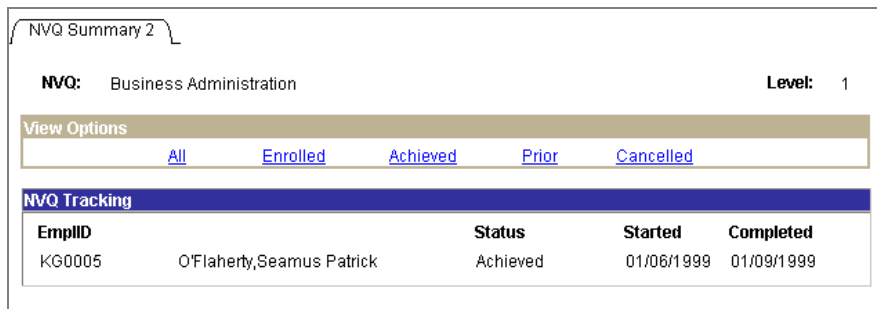 NVQ Summary 2
NVQ: Business Administration Level: 1
View Options
All Enrolled Achieved Prior Cancelled
NVQ Tracking
EmplID Status Started Completed
KG0005 O'Flaherty,Seamus Patrick Achieved 01/06/1999 01/09/1999